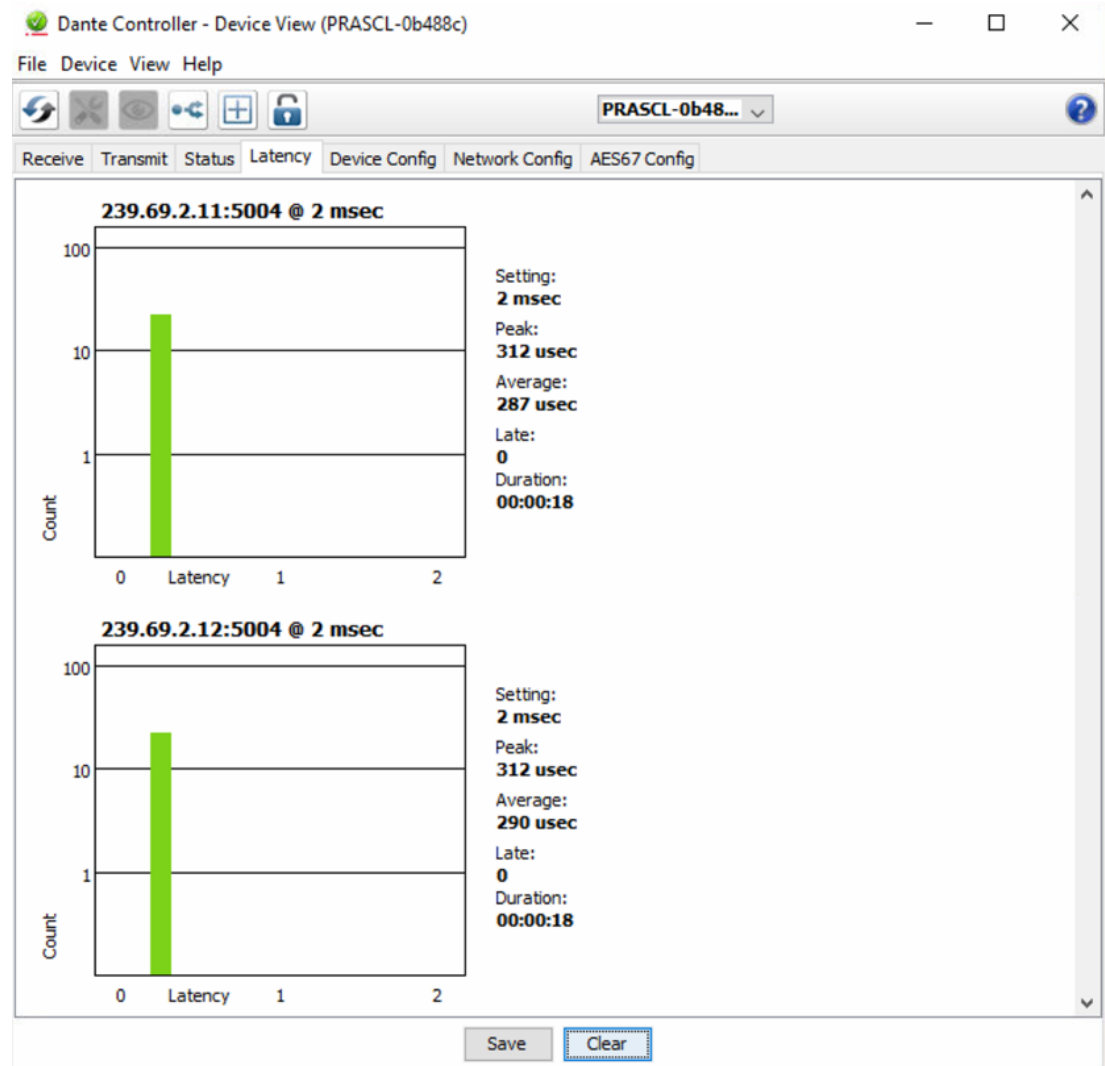 Dante Controller - Device View (PRASCL-0b488c)
File Device View Help
PRASCL-0b48...
Receive Transmit Status Latency Device Config Network Config AES67 Config
239.69.2.11:5004 @ 2 msec
100
10
1
Count
0 Latency 1 2
Setting:
2 msec
Peak:
312 usec
Average:
287 usec
Late:
0
Duration:
00:00:18
239.69.2.12:5004 @ 2 msec
100
10
1
Count
0 Latency 1 2
Setting:
2 msec
Peak:
312 usec
Average:
290 usec
Late:
0
Duration:
00:00:18
Save Clear